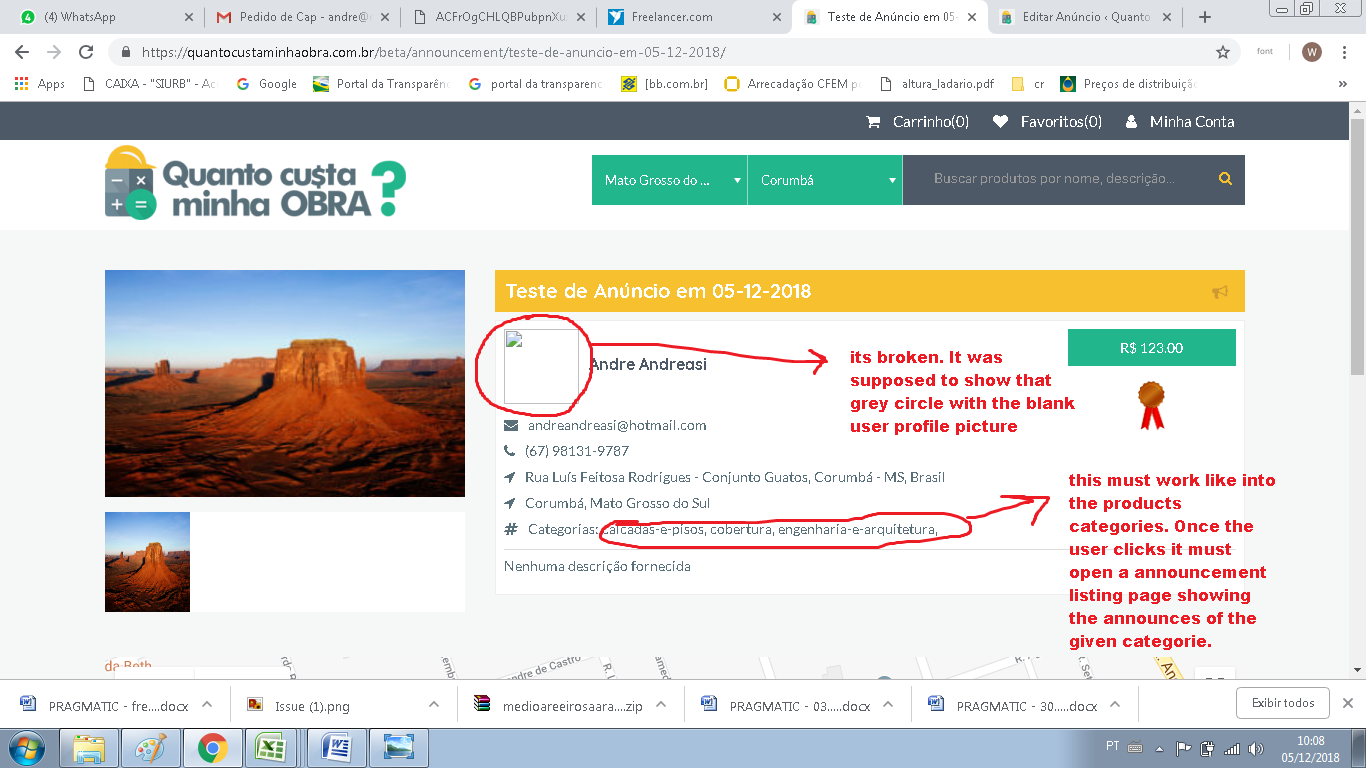 (4) WhatsApp
Pedido de Cap - andre@
ACFrOgCHLQBPubpnXu
Freelancer.com
Teste de Anúncio em 05-
Editar Anúncio ‹ Quanto
https://quantocustaminhaobra.com.br/beta/announcement/teste-de-anuncio-em-05-12-2018/
font
W
Apps
CAIXA - "SIURB" - Ac
Google
Portal da Transparên
portal da transparenc
[bb.com.br]
Arrecadação CFEM p
altura_ladario.pdf
cr
Preços de distribuiçã
»
Carrinho(0)
Favoritos(0)
Minha Conta
Quanto cu$ta
minha OBRA?
Mato Grosso do ...
Corumbá
Buscar produtos por nome, descrição...
Teste de Anúncio em 05-12-2018
Andre Andreasi
R$ 123.00
its broken. It was
supposed to show that
grey circle with the blank
user profile picture
andreandreasi@hotmail.com
(67) 98131-9787
Rua Luís Feitosa Rodrigues - Conjunto Guatos, Corumbá - MS, Brasil
Corumbá, Mato Grosso do Sul
# Categorias: calcadas-e-pisos, cobertura, engenharia-e-arquitetura,
Nenhuma descrição fornecida
this must work like into
the products
categories. Once the
user clicks it must
open a announcement
listing page showing
the announces of the
given categorie.
da Beth
dre de Castro
PRAGMATIC - fre....docx
Issue (1).png
medioareeirosaara....zip
PRAGMATIC - 03.....docx
PRAGMATIC - 30.....docx
Exibir todos
PT
10:08
05/12/2018